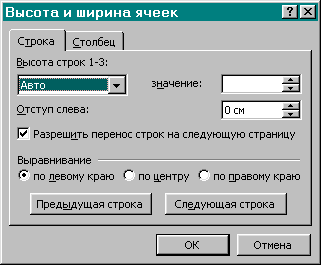 Высота и ширина ячеек
Строка Столбец
Высота строк 1-3:
Авто значение:
Отступ слева: 0 см
Разрешить перенос строк на следующую страницу
Выравнивание
по левому краю по центру по правому краю
Предыдущая строка Следующая строка
ОК Отмена